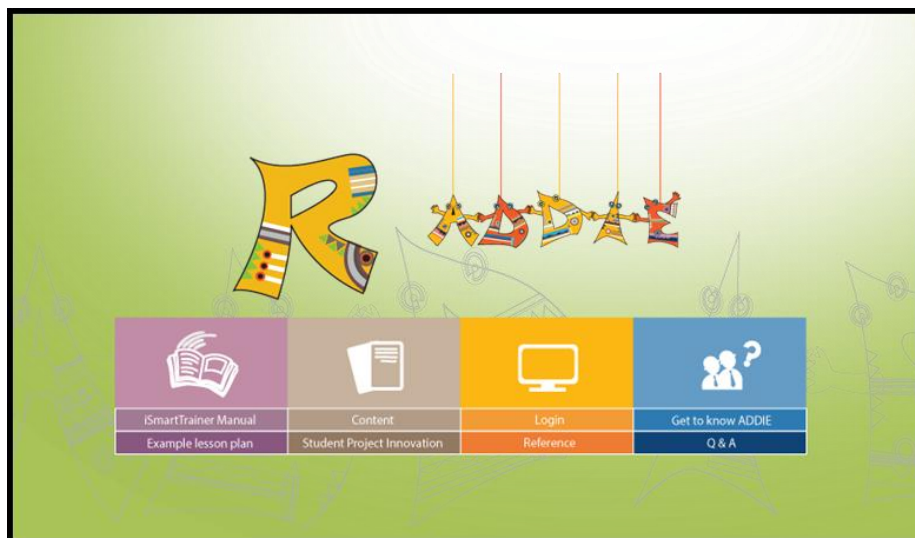 R ADDIE
iSmartTrainer Manual
Content
Login
Get to know ADDIE
Example lesson plan
Student Project Innovation
Reference
Q & A